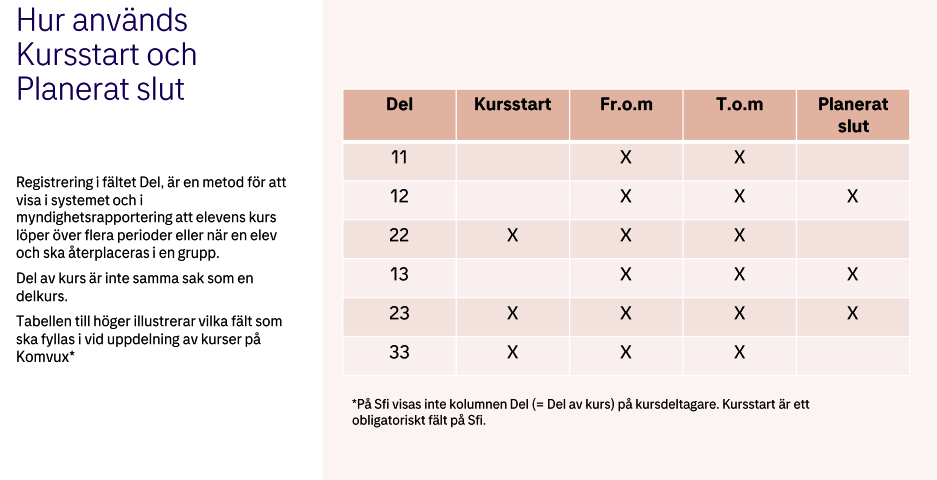 Hur används
Kursstart och
Planerat slut
Registrering i fältet Del, är en metod för att
visa i systemet och i
myndighetsrapportering att elevens kurs
löper över flera perioder eller när en elev
och ska återplaceras i en grupp.
Del av kurs är inte samma sak som en
delkurs.
Tabellen till höger illustrerar vilka fält som
ska fyllas i vid uppdelning av kurser på
Komvux*
Del Kursstart Fr.o.m T.o.m Planerat slut
11 X X
12 X X X
22 X X X
13 X X X
23 X X X X
33 X X X
*På Sfi visas inte kolumnen Del (= Del av kurs) på kursdeltagare. Kursstart är ett
obligatoriskt fält på Sfi.